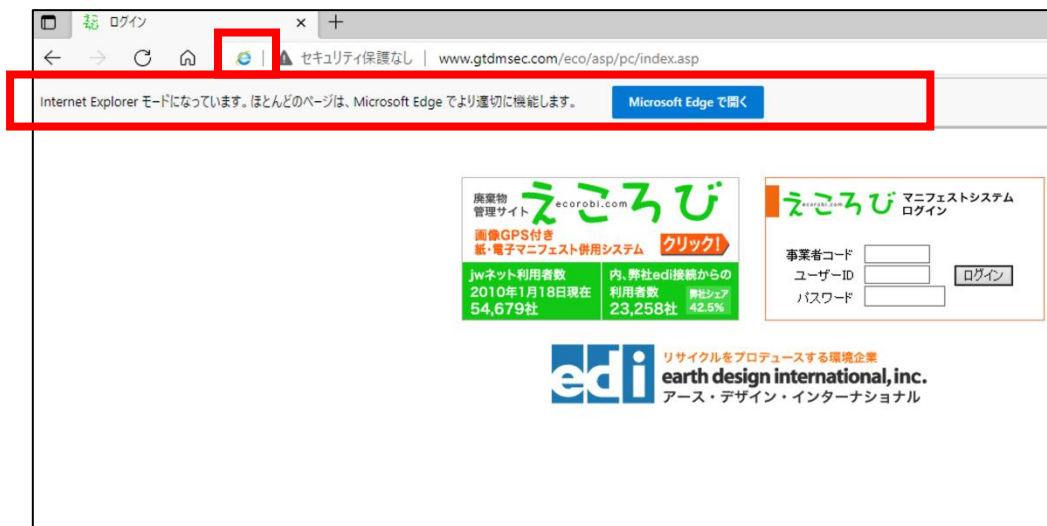 ログイン
セキュリティ保護なし | www.gtdmsec.com/eco/asp/pc/index.asp
Internet Explorer モードになっています。ほとんどのページは、Microsoft Edge でより適切に機能します。 Microsoft Edge で開く
廃棄物
管理サイト えころび ecorobi.com
画像GPS付き
紙・電子マニフェスト併用システム クリック!
jwネット利用者数
2010年1月18日現在
54,679社
内、弊社edi接続からの
利用者数
23,258社
弊社シェア
42.5%
えころび ecorobi.com マニフェストシステム
ログイン
事業者コード
ユーザーID
パスワード
ログイン
edi
リサイクルをプロデュースする環境企業
earth design international,inc.
アース・デザイン・インターナショナル